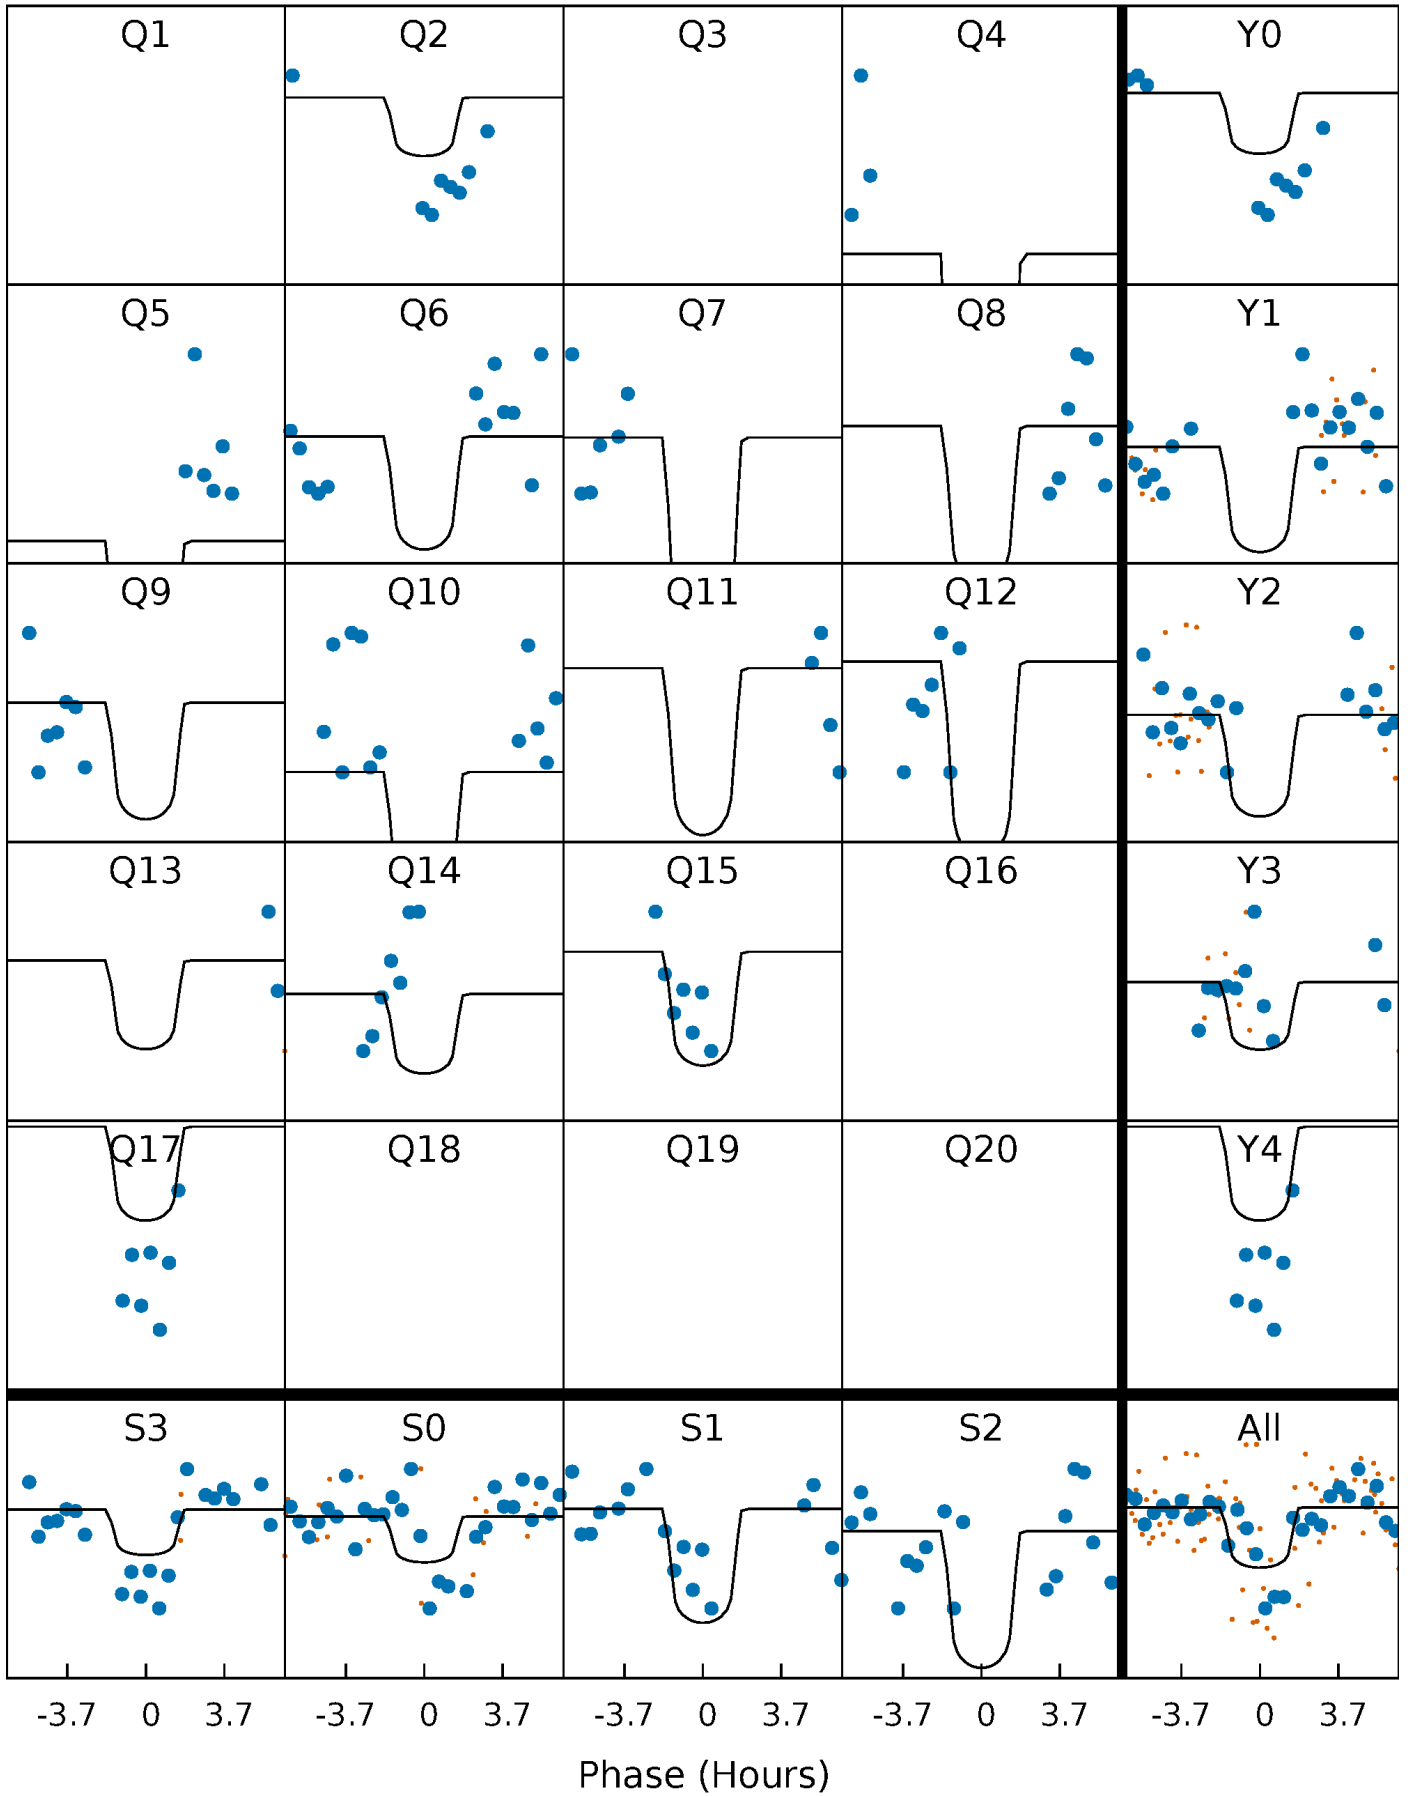 Q1 Q2 Q3 Q4 Y0
Q5 Q6 Q7 Q8 Y1
Q9 Q10 Q11 Q12 Y2
Q13 Q14 Q15 Q16 Y3
Q17 Q18 Q19 Q20 Y4
S3 S0 S1 S2 All
-3.7 0 3.7 -3.7 0 3.7 -3.7 0 3.7 -3.7 0 3.7 -3.7 0 3.7
Phase (Hours)